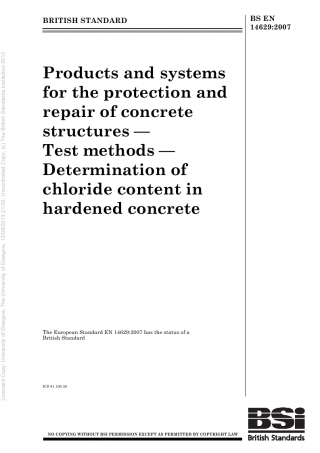 BRITISH STANDARD
BS EN
14629:2007
Products and systems
for the protection and
repair of concrete
structures —
Test methods —
Determination of
chloride content in
hardened concrete
The European Standard EN 14629:2007 has the status of a
British Standard
ICS 91.100.30
NO COPYING WITHOUT BSI PERMISSION EXCEPT AS PERMITTED BY COPYRIGHT LAW
BSi
British Standards
Licensed Copy: University of Glasgow, The University of Glasgow, 13/09/2013 21:02, Uncontrolled Copy, (c) The British Standards Institution 2013